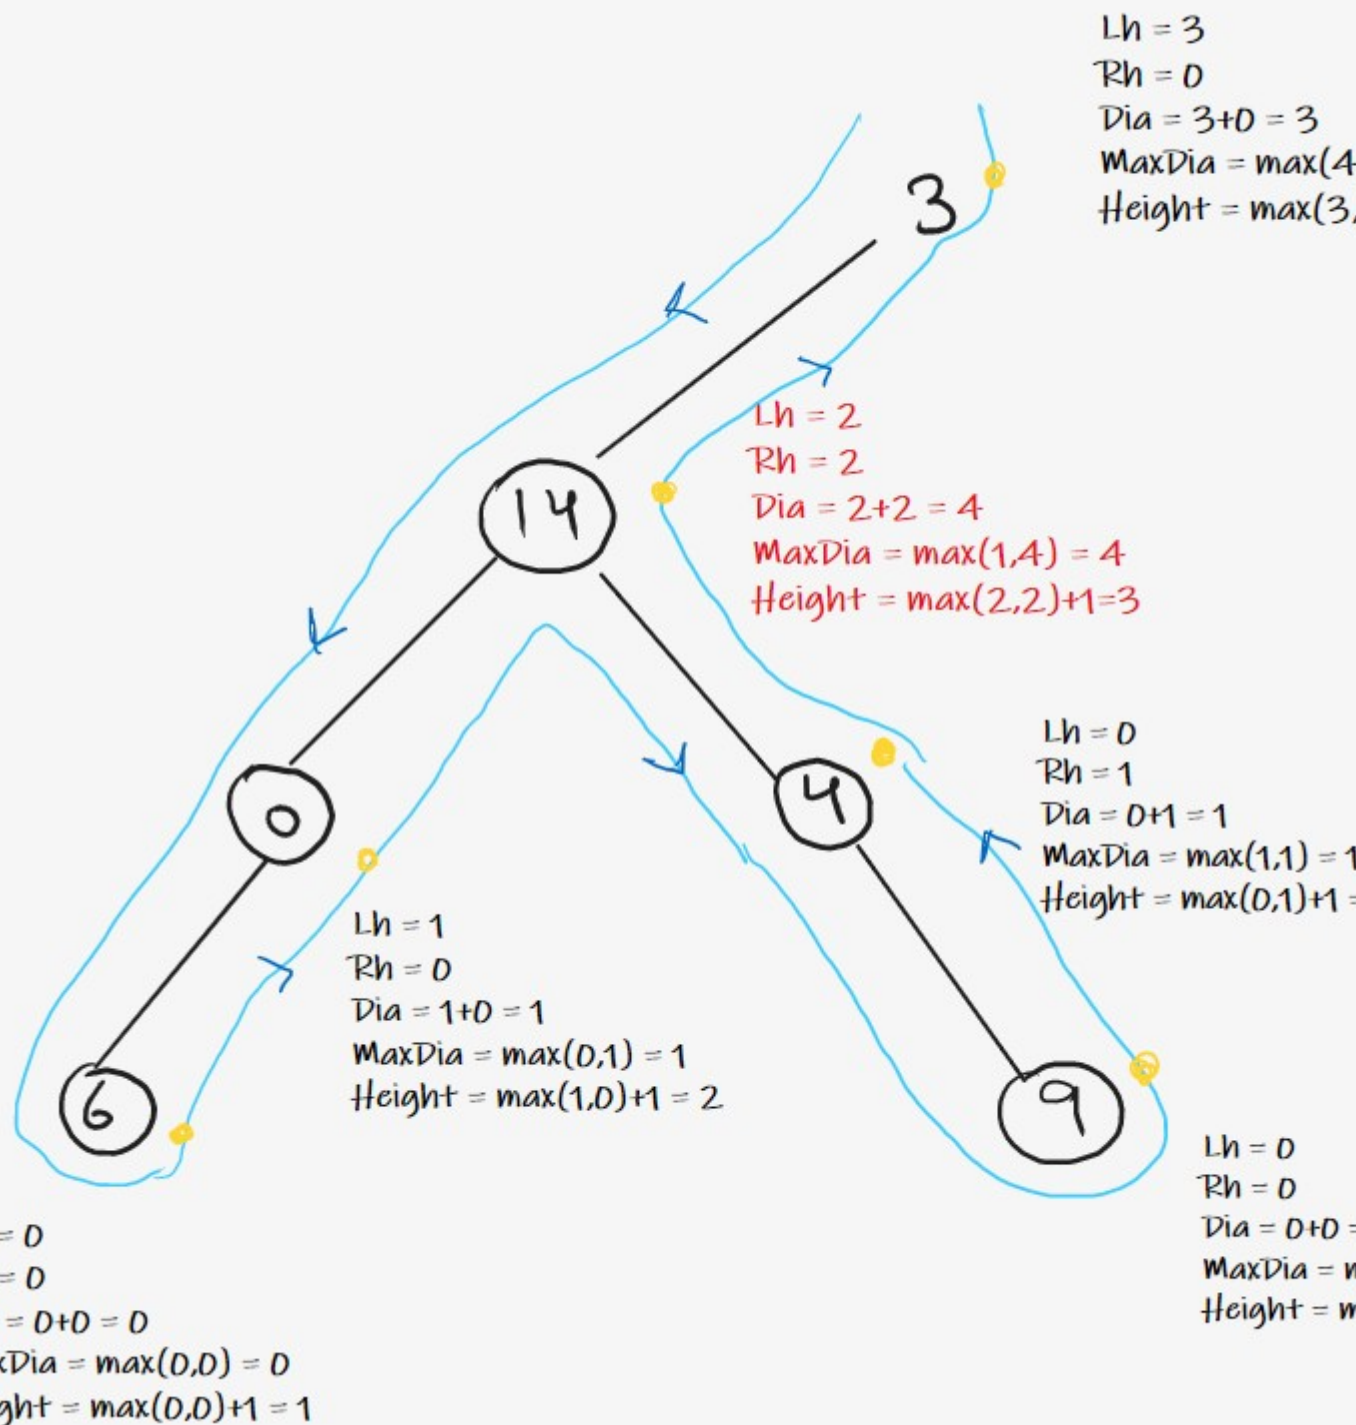 Lh = 3
Rh = 0
Dia = 3+0 = 3
MaxDia = max(4
Height = max(3,
3
14
Lh = 2
Rh = 2
Dia = 2+2 = 4
MaxDia = max(1,4) = 4
Height = max(2,2)+1=3
0
4
Lh = 0
Rh = 1
Dia = 0+1 = 1
MaxDia = max(1,1) = 1
Height = max(0,1)+1 =
Lh = 1
Rh = 0
Dia = 1+0 = 1
MaxDia = max(0,1) = 1
Height = max(1,0)+1 = 2
6
9
Lh = 0
Rh = 0
Dia = 0+0 =
MaxDia = m
Height = m
= 0
= 0
= 0+0 = 0
xDia = max(0,0) = 0
ght = max(0,0)+1 = 1